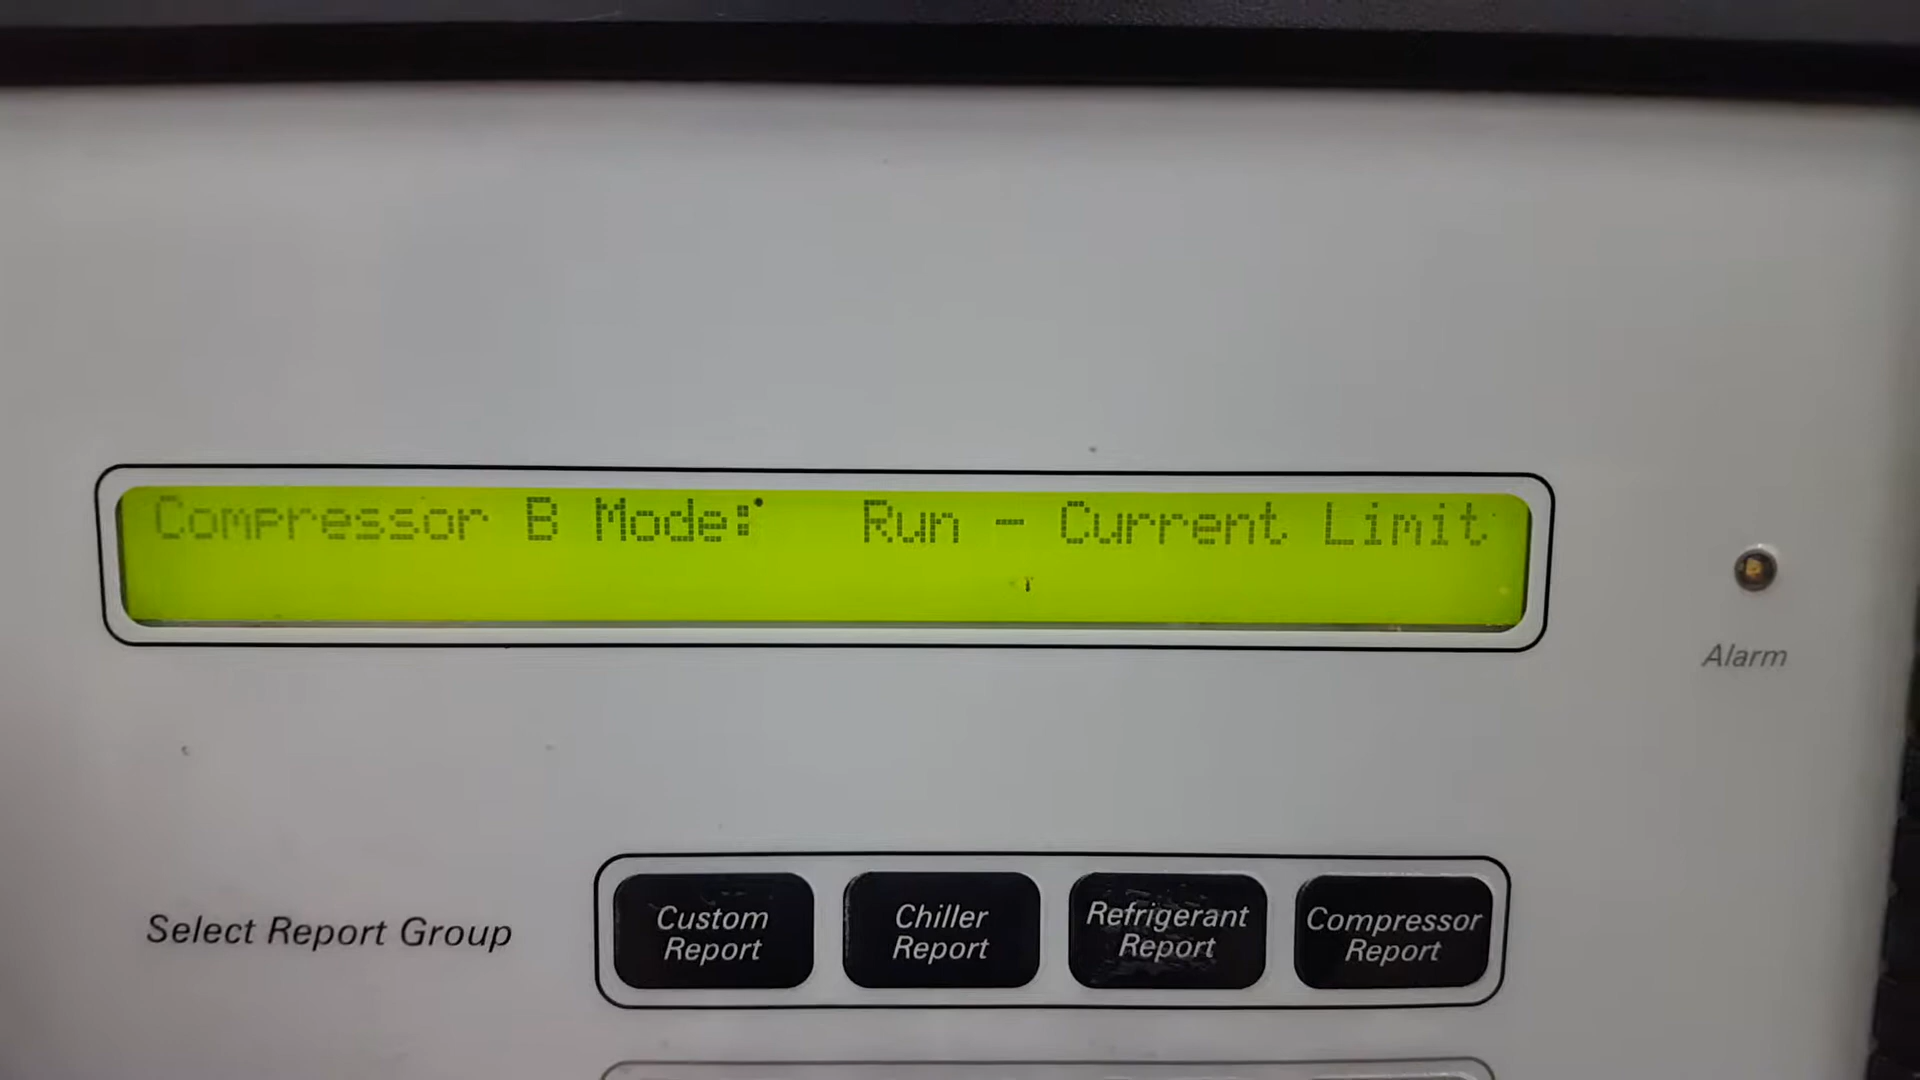 Compressor B Mode: Run - Current Limit
Alarm
Select Report Group
Custom
Report
Chiller
Report
Refrigerant
Report
Compressor
Report